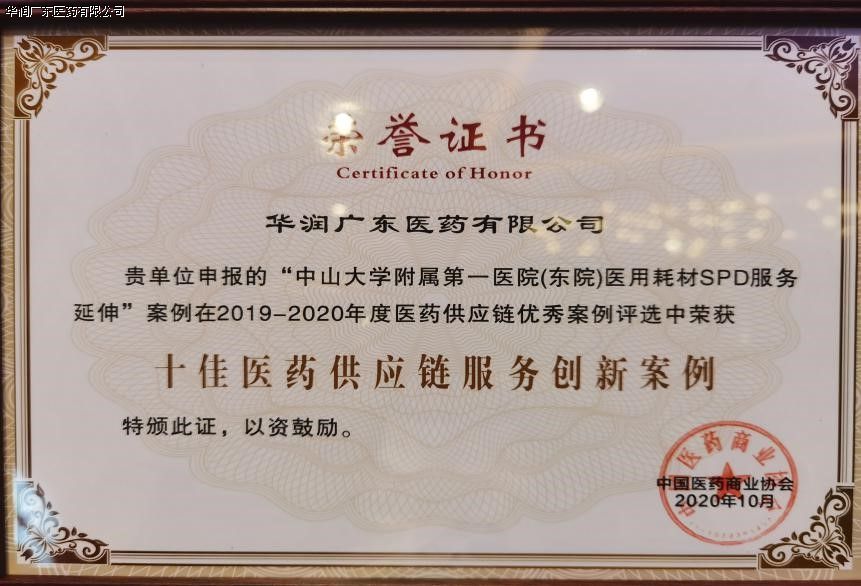 华润广东医药有限公司
荣誉证书
Certificate of Honor
华润广东医药有限公司
贵单位申报的“中山大学附属第一医院(东院)医用耗材SPD服务
延伸”案例在2019-2020年度医药供应链优秀案例评选中荣获
十佳医药供应链服务创新案例
特颁此证，以资鼓励。
中国医药商业协会
2020年10月